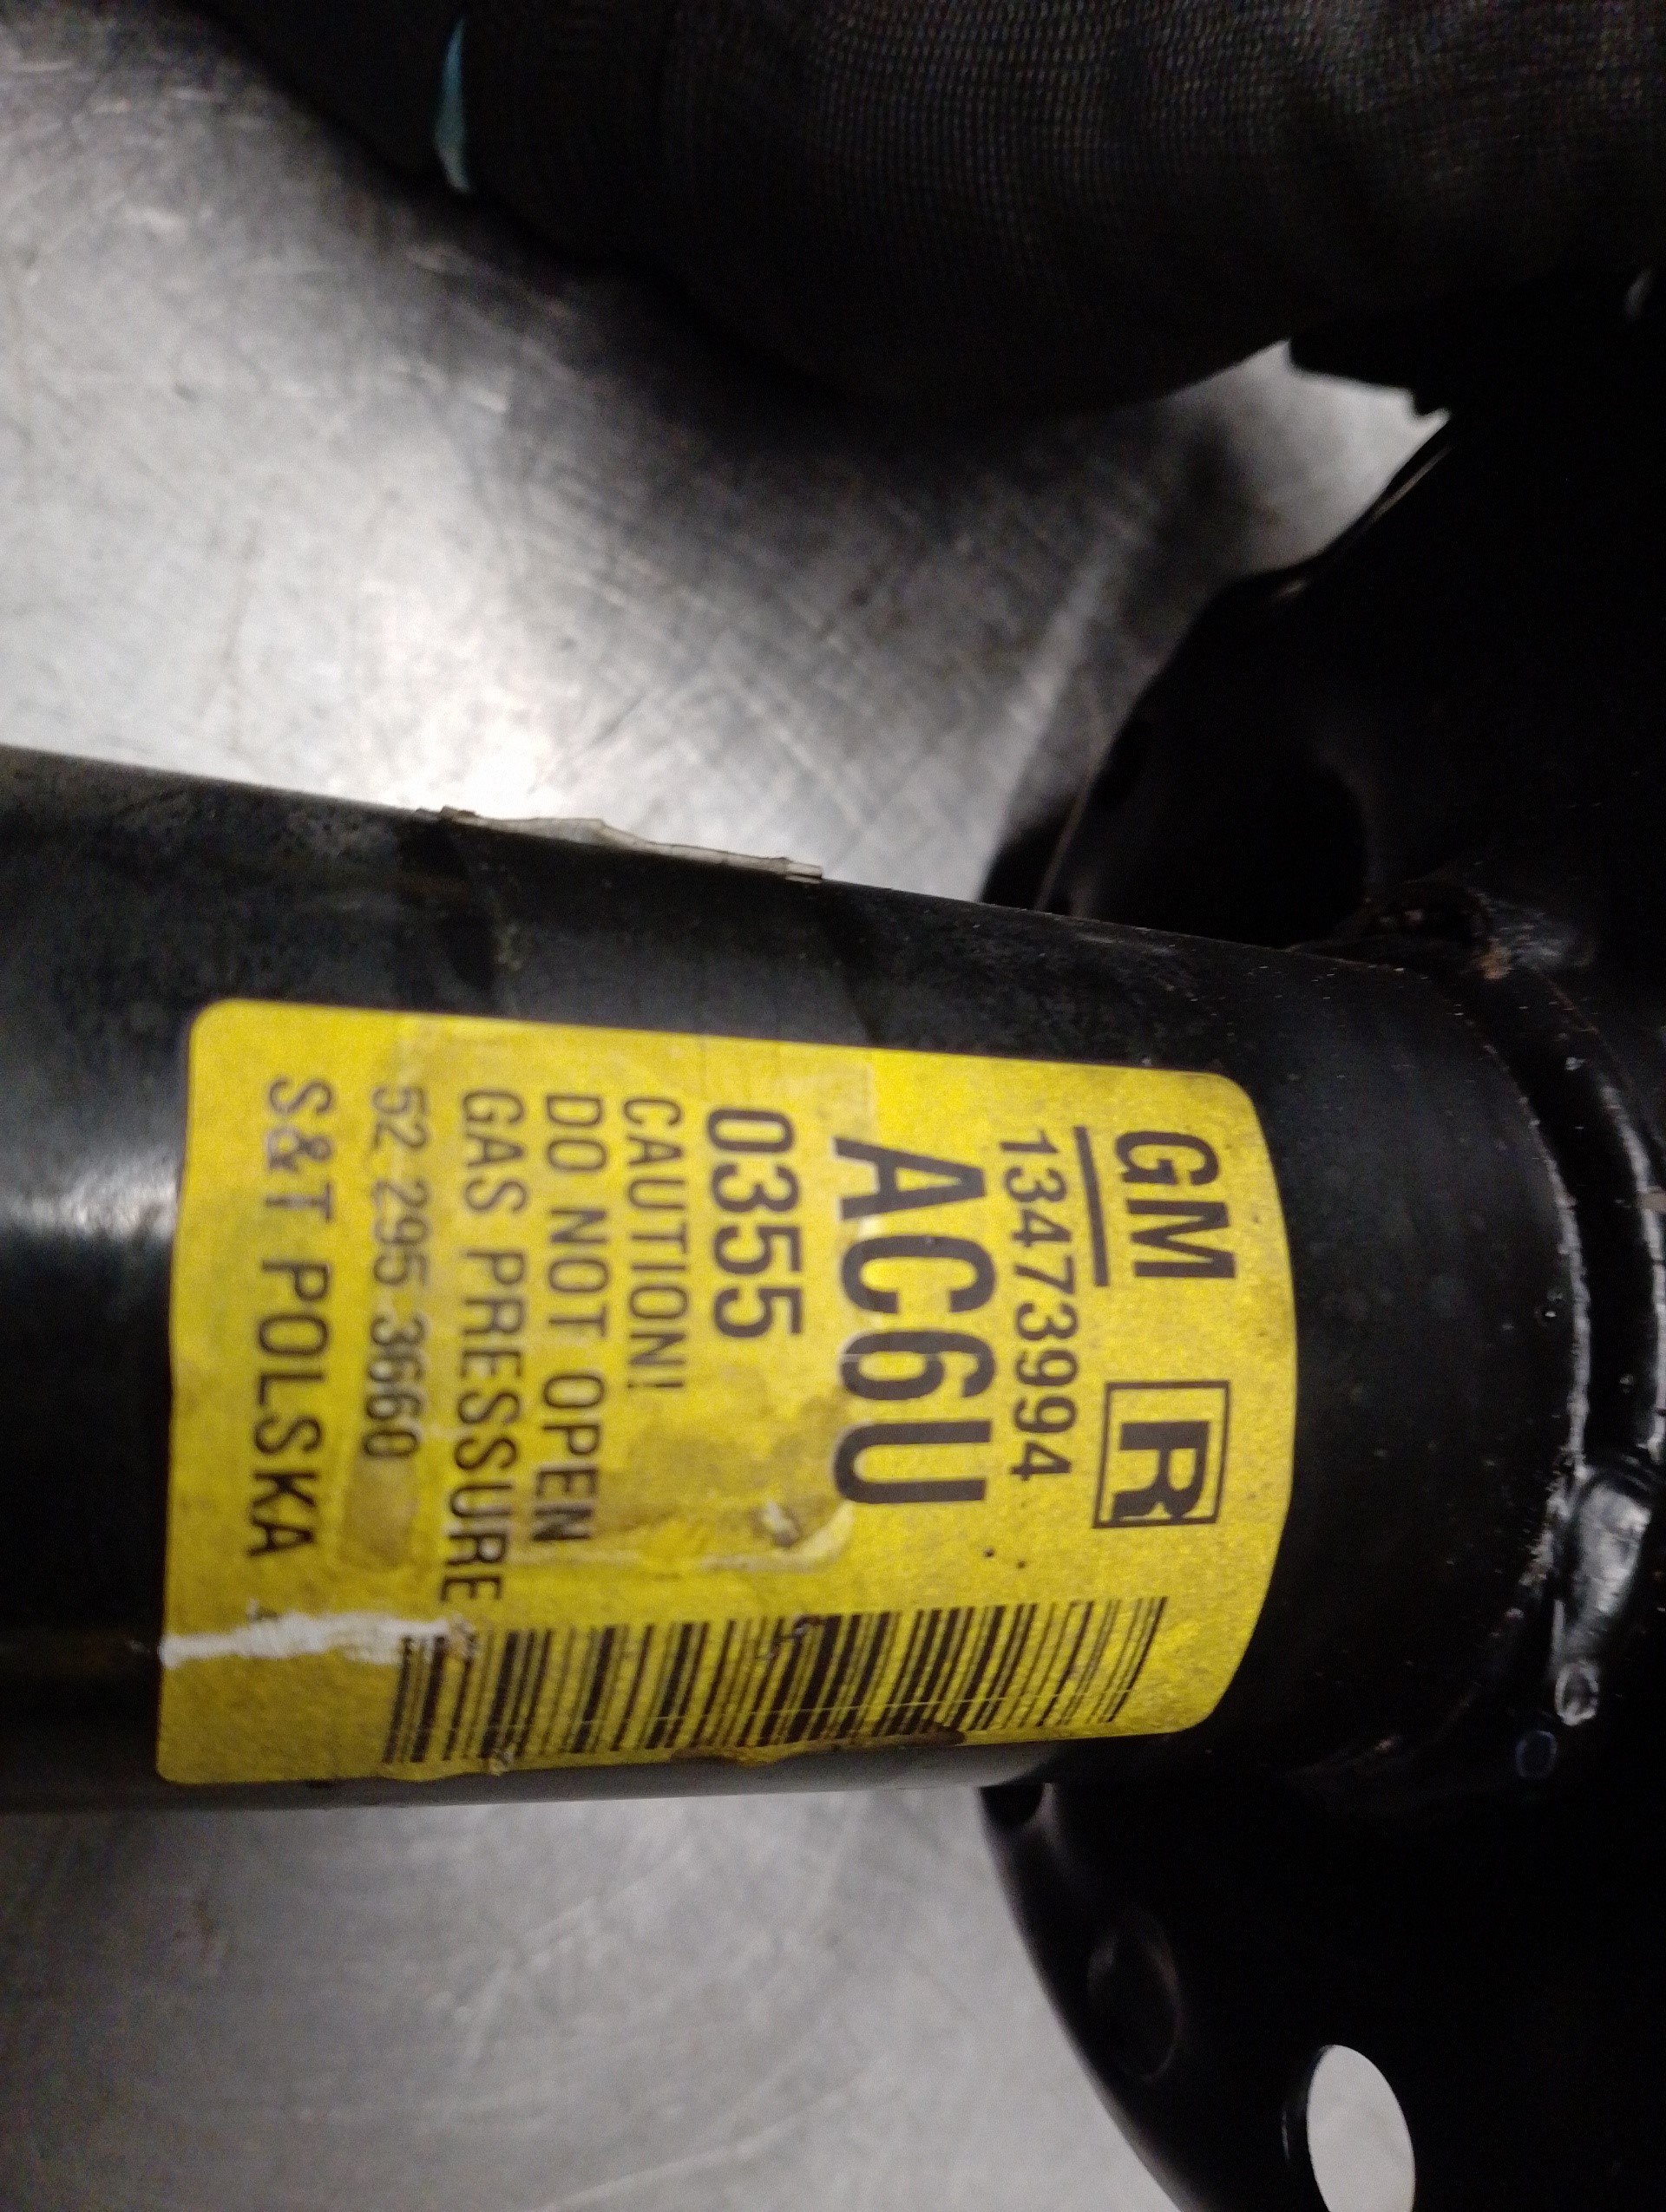 GM R
13473994
AC6U
0355
CAUTION!
DO NOT OPEN
GAS PRESSURE
52 295 3660
S&T POLSKA